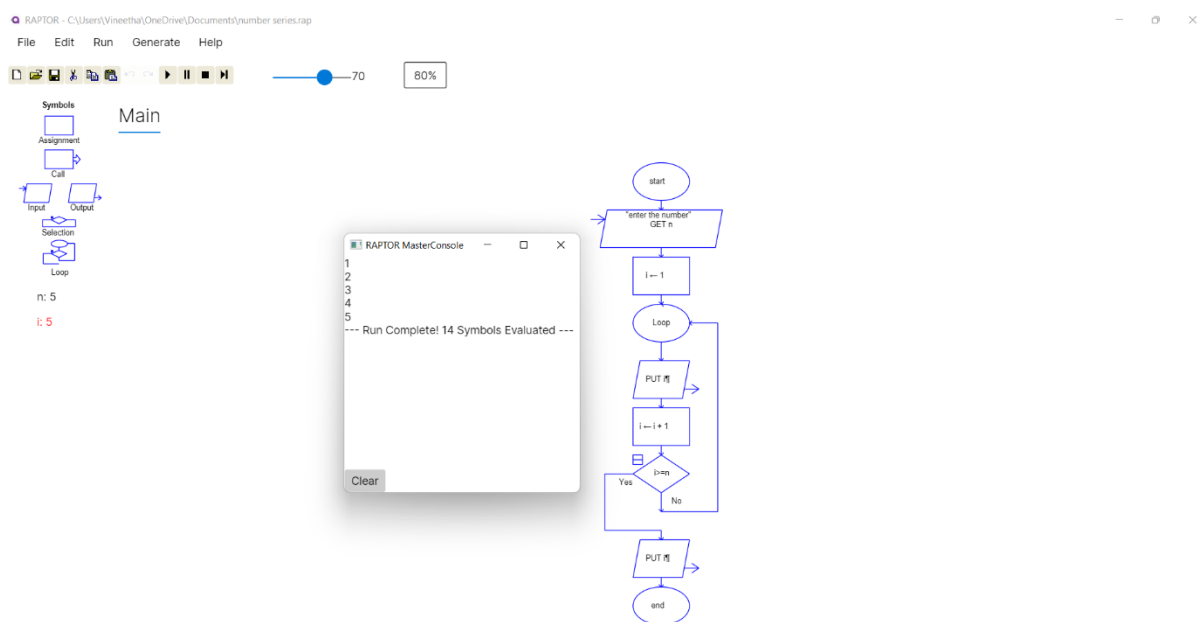 RAPTOR - C:\Users\Vineetha\OneDrive\Documents\number series.rap
File Edit Run Generate Help
70
80%
Symbols
Assignment
Call
Input Output
Selection
Loop
n: 5
i: 5
Main
RAPTOR MasterConsole
1
2
3
4
5
--- Run Complete! 14 Symbols Evaluated ---
Clear
start
"enter the number"
GET n
i ← 1
Loop
PUT i¶
i ← i + 1
i>=n
Yes
No
PUT i¶
end